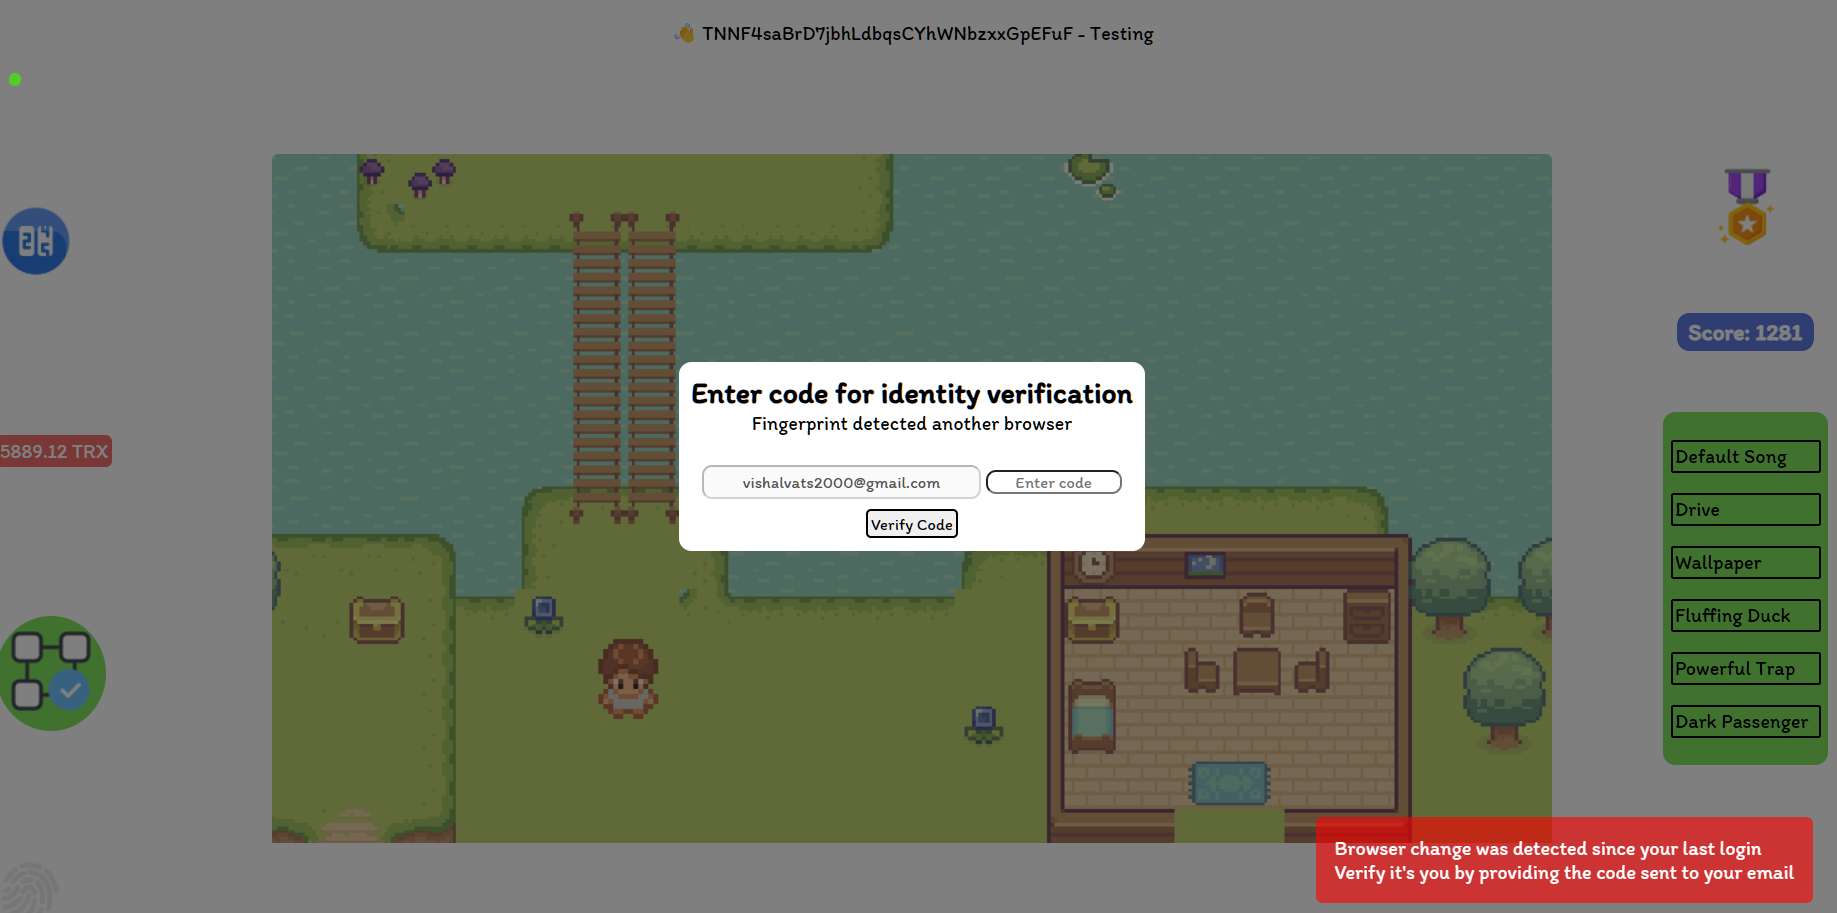 👋 TNNF4saBrD7jbhLdbqsCYhWNbzxxGpEFuF - Testing
Score: 1281
Enter code for identity verification
Fingerprint detected another browser
5889.12 TRX
vishalvats2000@gmail.com
Enter code
Verify Code
Default Song
Drive
Wallpaper
Fluffing Duck
Powerful Trap
Dark Passenger
Browser change was detected since your last login
Verify it's you by providing the code sent to your email